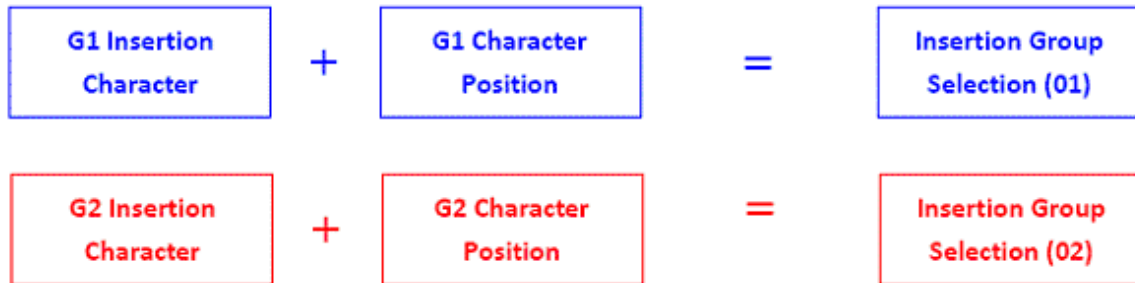 G1 Insertion
Character
+
G1 Character
Position
=
Insertion Group
Selection (01)
G2 Insertion
Character
+
G2 Character
Position
=
Insertion Group
Selection (02)